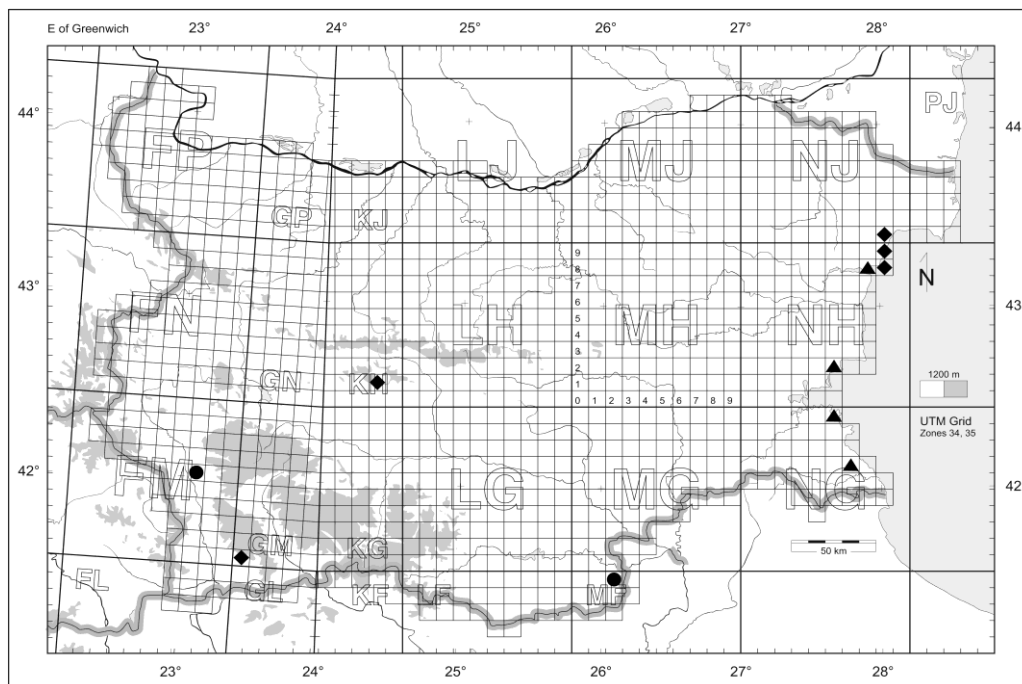 E of Greenwich
23° 24° 25° 26° 27° 28°
44° 44°
PJ
FP LJ MJ NJ
GP KJ
9
8
43° 7 N 43°
6
FN LH 5 MH NH
4
3
2
GN KH 1 1200 m
0 1 2 3 4 5 6 7 8 9
UTM Grid
Zones 34, 35
42° FM LG MG NG 42°
GM KG
50 km
FL GL KF LF MF
23° 24° 25° 26° 27° 28°